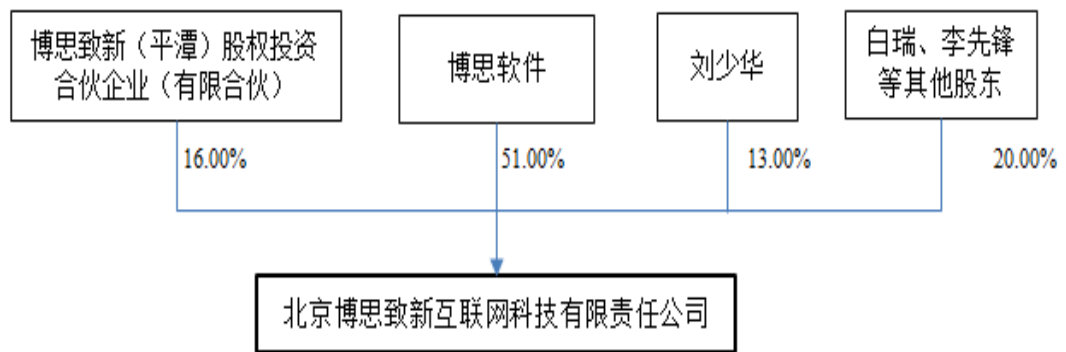 博思致新（平潭）股权投资
合伙企业（有限合伙）
博思软件
刘少华
白瑞、李先锋
等其他股东
16.00%
51.00%
13.00%
20.00%
北京博思致新互联网科技有限责任公司